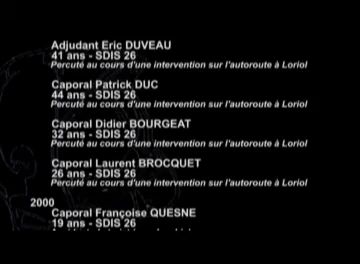 Adjudant Eric DUVEAU
41 ans - SDIS 26
Percuté au cours d'une intervention sur l'autoroute à Loriol
Caporal Patrick DUC
44 ans - SDIS 26
Percuté au cours d'une intervention sur l'autoroute à Loriol
Caporal Didier BOURGEAT
32 ans - SDIS 26
Percuté au cours d'une intervention sur l'autoroute à Loriol
Caporal Laurent BROCQUET
26 ans - SDIS 26
Percuté au cours d'une intervention sur l'autoroute à Loriol
2000
Caporal Françoise QUESNE
19 ans - SDIS 26